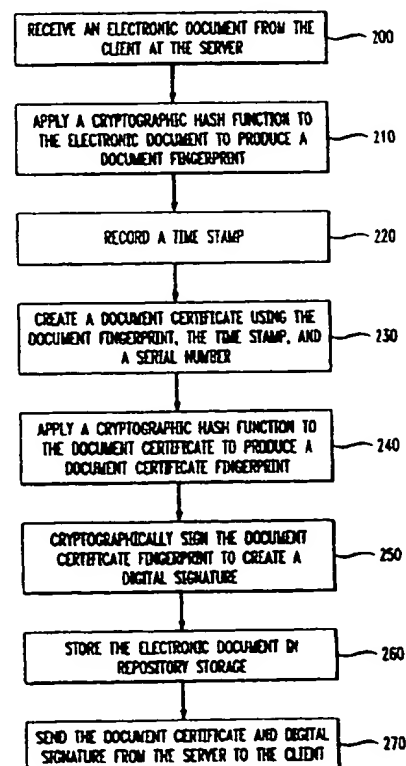 RECEIVE AN ELECTRONIC DOCUMENT FROM THE
CLIENT AT THE SERVER
200
APPLY A CRYPTOGRAPHIC HASH FUNCTION TO
THE ELECTRONIC DOCUMENT TO PRODUCE A
DOCUMENT FINGERPRINT
210
RECORD A TIME STAMP
220
CREATE A DOCUMENT CERTIFICATE USING THE
DOCUMENT FINGERPRINT, THE TIME STAMP, AND
A SERIAL NUMBER
230
APPLY A CRYPTOGRAPHIC HASH FUNCTION TO
THE DOCUMENT CERTIFICATE TO PRODUCE A
DOCUMENT CERTIFICATE FINGERPRINT
240
CRYPTOGRAPHICALLY SIGN THE DOCUMENT
CERTIFICATE FINGERPRINT TO CREATE A
DIGITAL SIGNATURE
250
STORE THE ELECTRONIC DOCUMENT IN
REPOSITORY STORAGE
260
SEND THE DOCUMENT CERTIFICATE AND DIGITAL
SIGNATURE FROM THE SERVER TO THE CLIENT
270